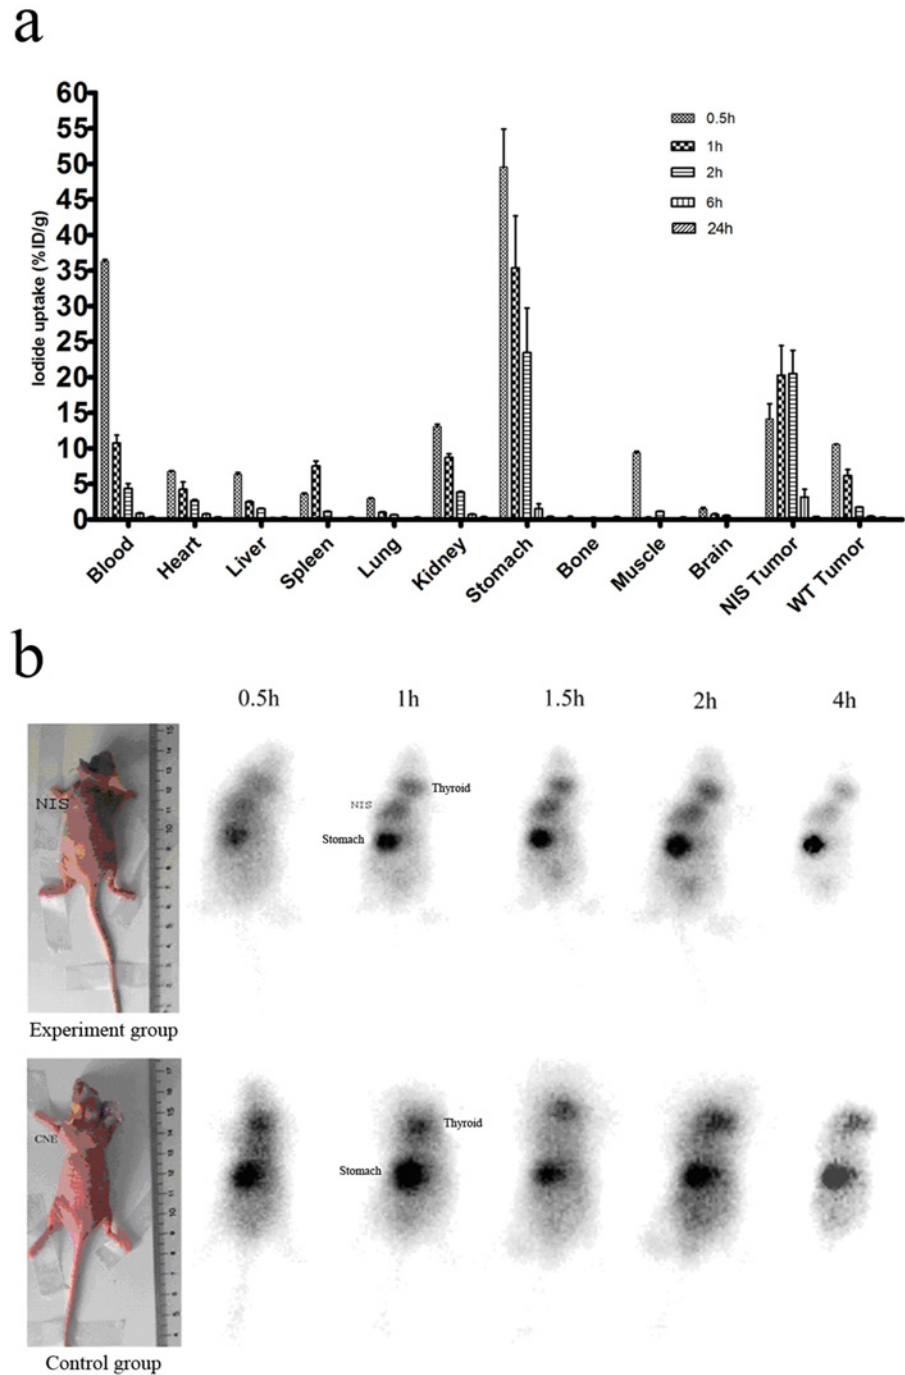 a
60
55
50
45
40
35
30
25
20
15
10
5
0
Iodide uptake (%ID/g)
0.5h
1h
2h
6h
24h
Blood Heart Liver Spleen Lung Kidney Stomach Bone Muscle Brain NIS Tumor WT Tumor
b
0.5h 1h 1.5h 2h 4h
NIS
Thyroid
NIS
Stomach
Experiment group
CNE
Thyroid
Stomach
Control group